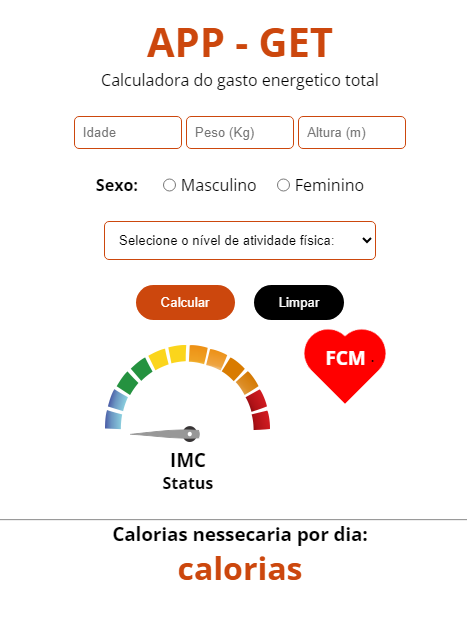 APP - GET
Calculadora do gasto energetico total
Idade Peso (Kg) Altura (m)
Sexo: Masculino Feminino
Selecione o nível de atividade física:
Calcular Limpar
FCM
IMC
Status
Calorias nessecaria por dia:
calorias